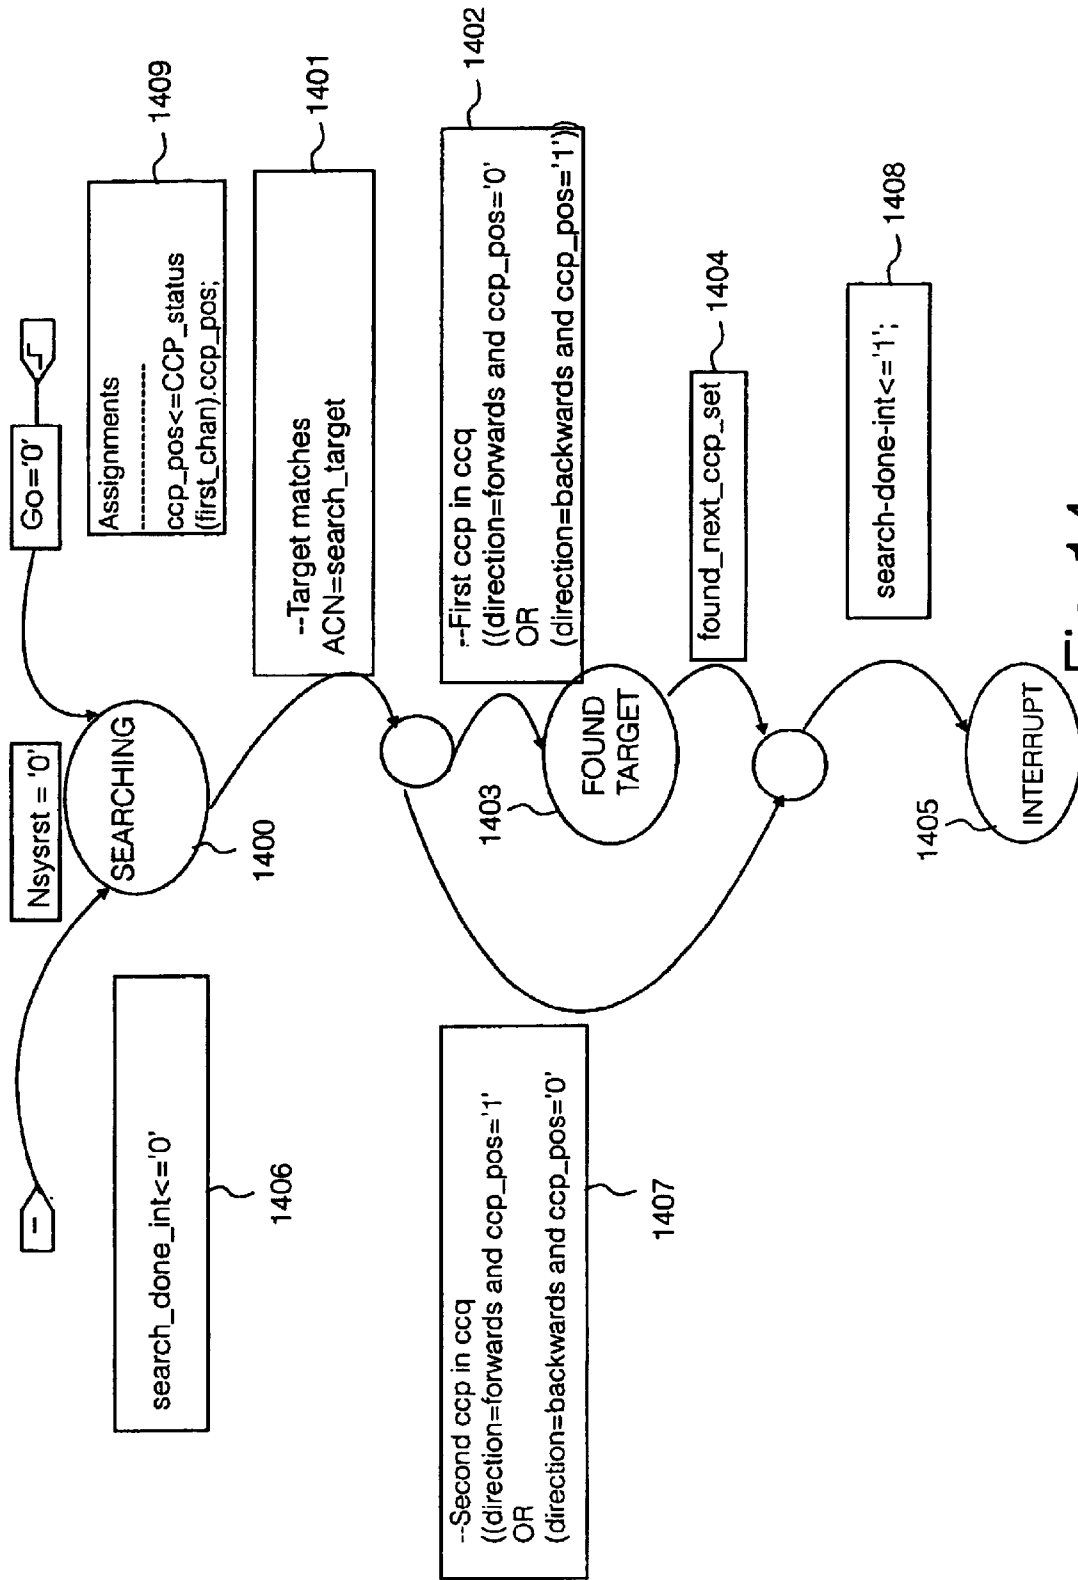 Nsysrst = '0'
Go='0'
SEARCHING
1400
search_done_int<='0'
1406
Assignments
----------------
ccp_pos<=CCP_status
(first_chan).ccp_pos;
1409
--Target matches
ACN=search_target
1401
--First ccp in ccq
((direction=forwards and ccp_pos='0'
OR
(direction=backwards and ccp_pos='1'))
1402
--Second ccp in ccq
((direction=forwards and ccp_pos='1'
OR
(direction=backwards and ccp_pos='0'
1407
FOUND
TARGET
1403
found_next_ccp_set
1404
search-done-int<='1';
1408
INTERRUPT
1405